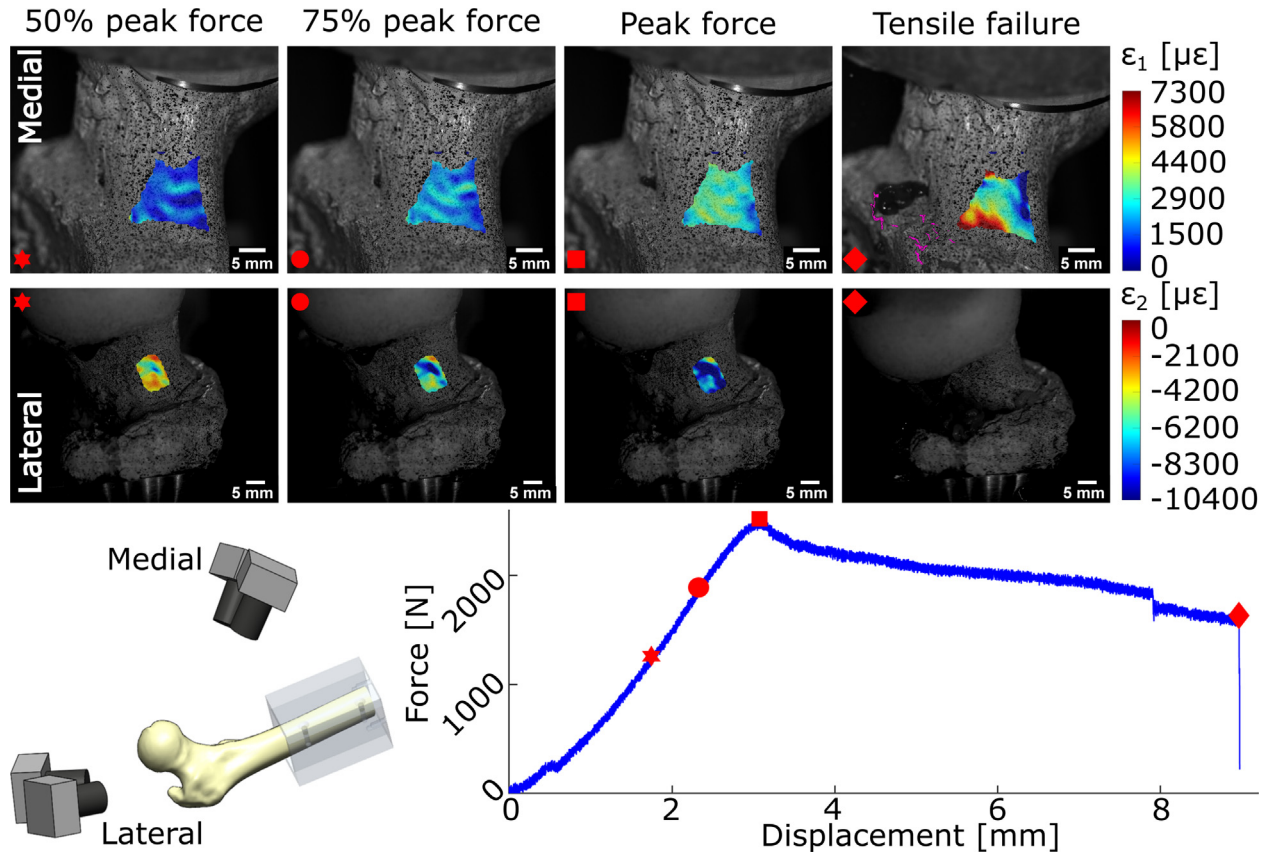 50% peak force
75% peak force
Peak force
Tensile failure
Medial
5 mm
5 mm
5 mm
5 mm
ε₁ [µε]
7300
5800
4400
2900
1500
0
Lateral
5 mm
5 mm
5 mm
5 mm
ε₂ [µε]
0
-2100
-4200
-6200
-8300
-10400
Medial
Lateral
Force [N]
2000
1000
0
0
2
4
6
8
Displacement [mm]